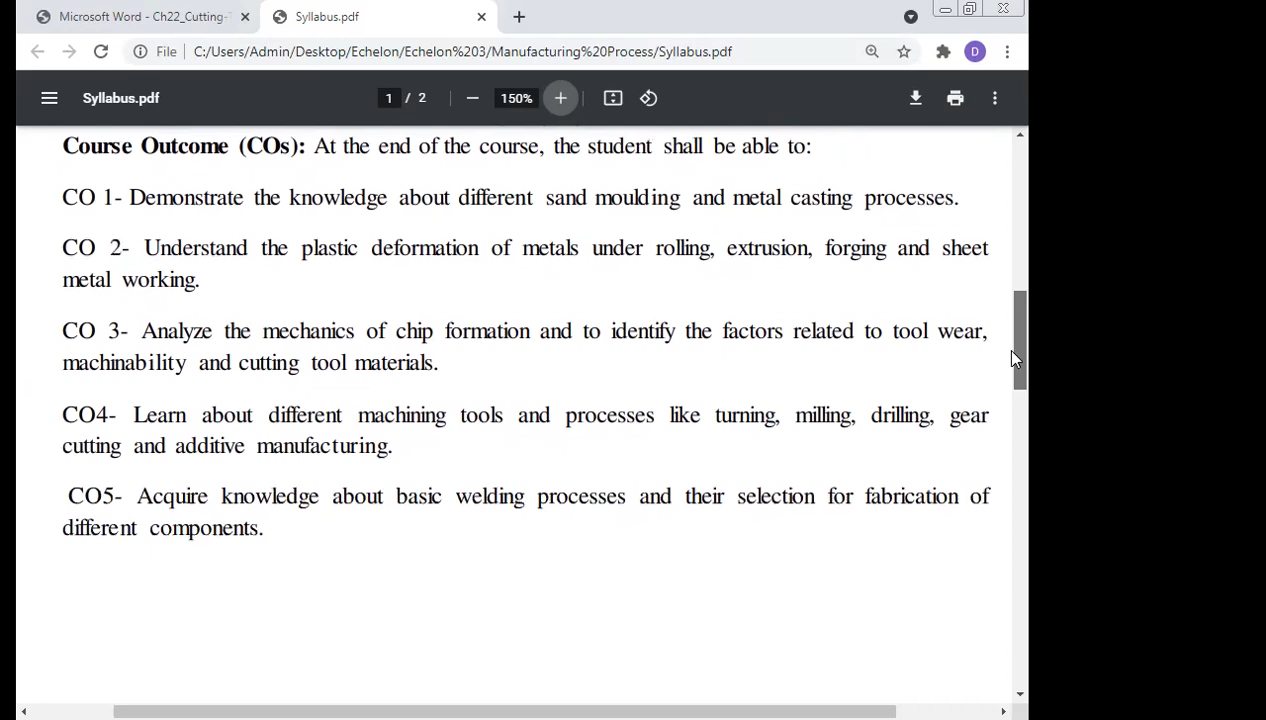 Microsoft Word - Ch22_Cutting-T
Syllabus.pdf
File
C:/Users/Admin/Desktop/Echelon/Echelon%203/Manufacturing%20Process/Syllabus.pdf
D
Syllabus.pdf
1 / 2
150%
Course Outcome (COs): At the end of the course, the student shall be able to:
CO 1- Demonstrate the knowledge about different sand moulding and metal casting processes.
CO 2- Understand the plastic deformation of metals under rolling, extrusion, forging and sheet
metal working.
CO 3- Analyze the mechanics of chip formation and to identify the factors related to tool wear,
machinability and cutting tool materials.
CO4- Learn about different machining tools and processes like turning, milling, drilling, gear
cutting and additive manufacturing.
CO5- Acquire knowledge about basic welding processes and their selection for fabrication of
different components.